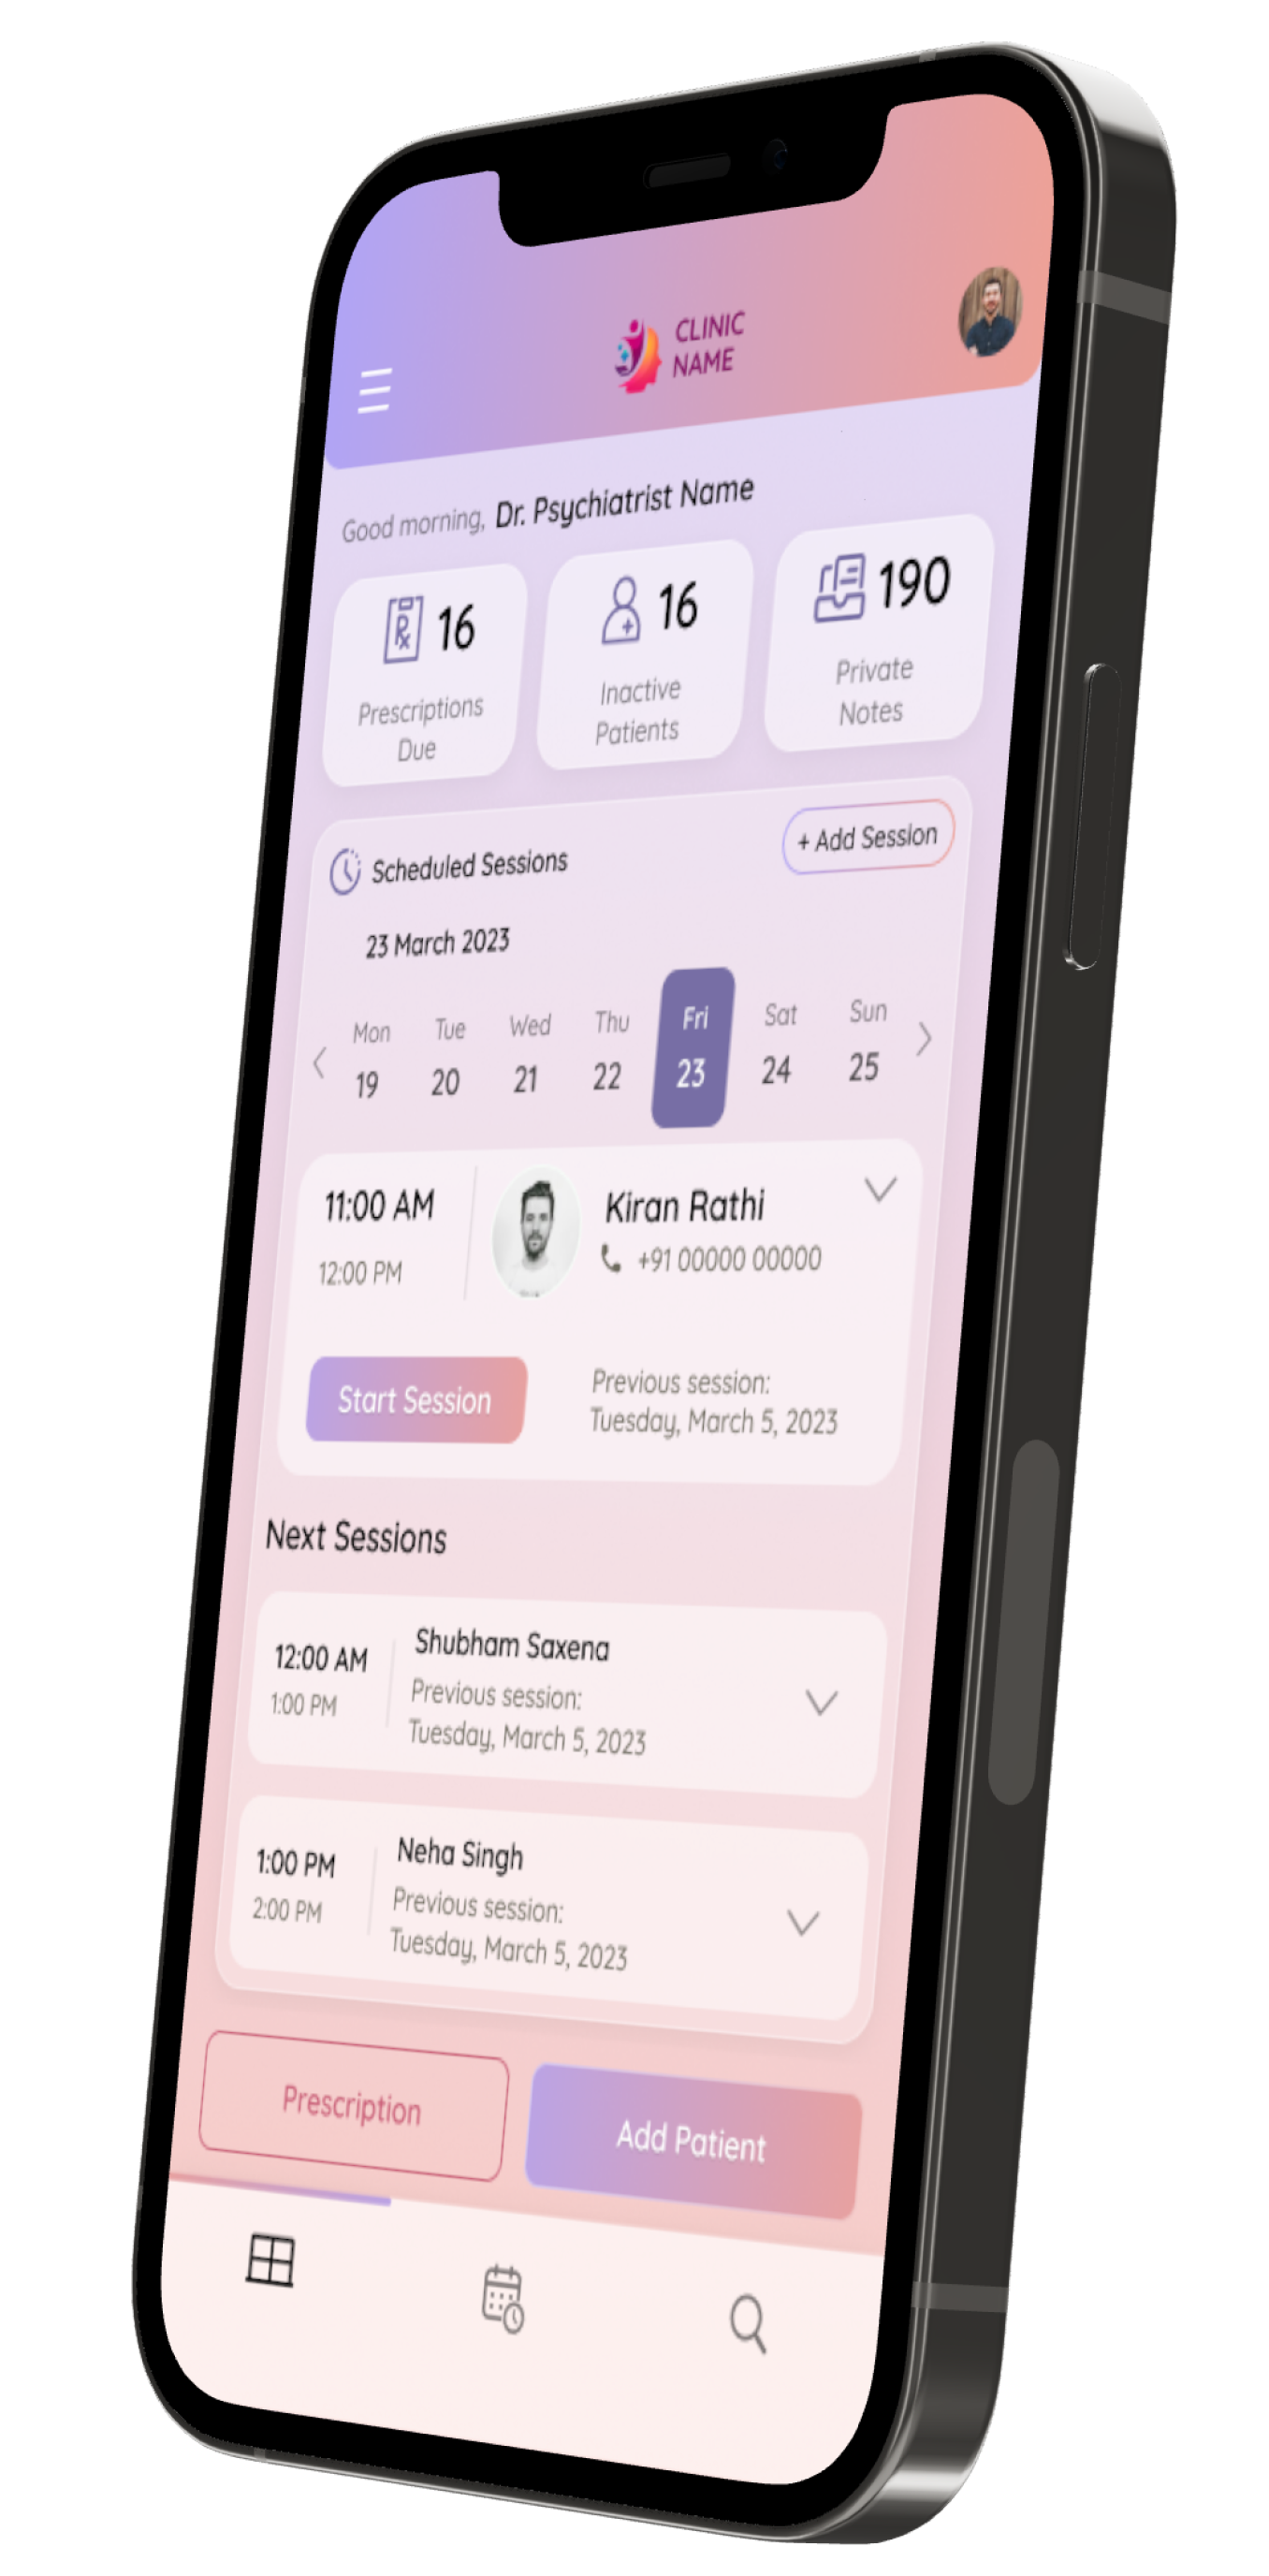 CLINIC
NAME
Good morning, Dr. Psychiatrist Name
16
Prescriptions
Due
16
Inactive
Patients
190
Private
Notes
Scheduled Sessions
+ Add Session
23 March 2023
Mon Tue Wed Thu Fri Sat Sun
19 20 21 22 23 24 25
11:00 AM
12:00 PM
Kiran Rathi
+91 00000 00000
Start Session
Previous session:
Tuesday, March 5, 2023
Next Sessions
12:00 AM
1:00 PM
Shubham Saxena
Previous session:
Tuesday, March 5, 2023
1:00 PM
2:00 PM
Neha Singh
Previous session:
Tuesday, March 5, 2023
Prescription
Add Patient